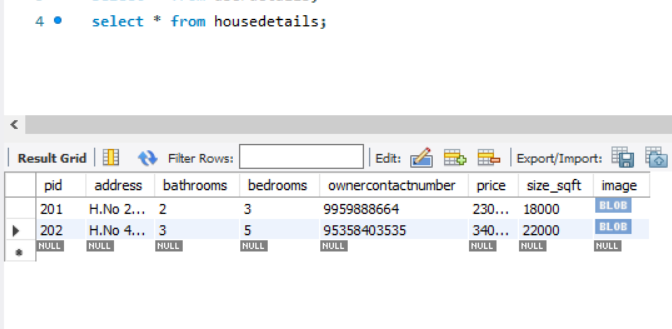 4 select * from housedetails;
Result Grid Filter Rows: Edit: Export/Import:
pid address bathrooms bedrooms ownercontactnumber price size_sqft image
201 H.No 2... 2 3 9959888664 230... 18000 BLOB
202 H.No 4... 3 5 95358403535 340... 22000 BLOB
NULL NULL NULL NULL NULL NULL NULL NULL